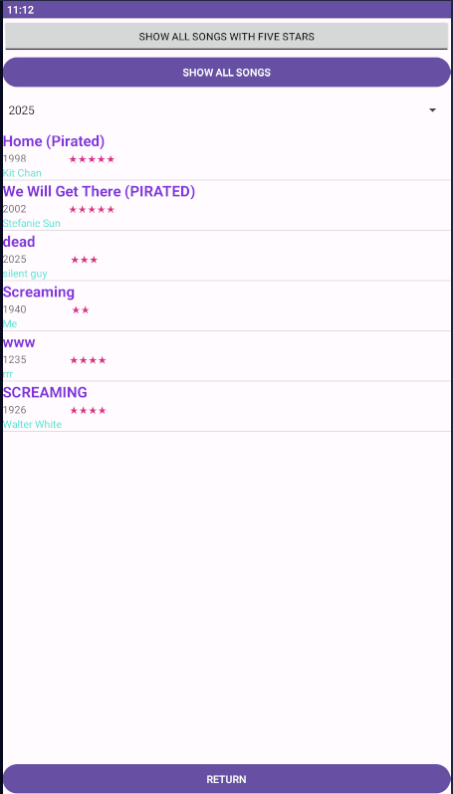 11:12
SHOW ALL SONGS WITH FIVE STARS
SHOW ALL SONGS
2025
Home (Pirated)
1998 ★★★★★
Kit Chan
We Will Get There (PIRATED)
2002 ★★★★★
Stefanie Sun
dead
2025 ★★★
silent guy
Screaming
1940 ★★
Me
www
1235 ★★★★
rrr
SCREAMING
1926 ★★★★
Walter White
RETURN